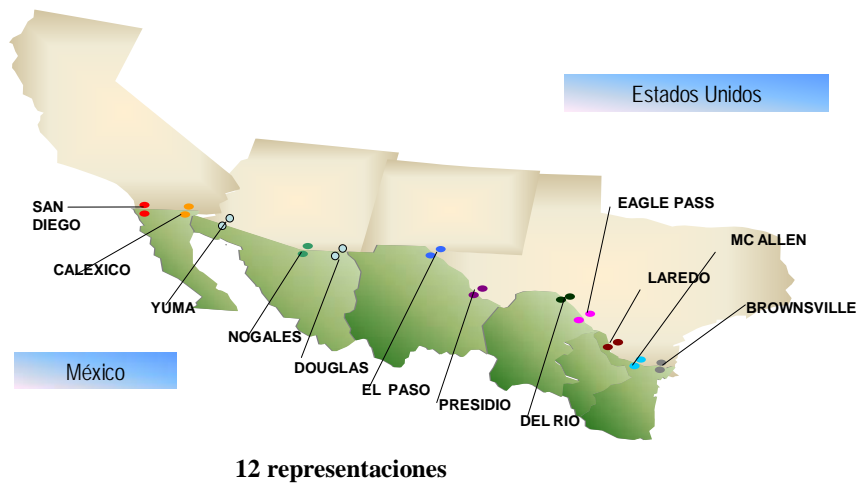 Estados Unidos
SAN
DIEGO
EAGLE PASS
MC ALLEN
CALEXICO
LAREDO
YUMA
BROWNSVILLE
NOGALES
DOUGLAS
México
EL PASO
PRESIDIO
DEL RIO
12 representaciones